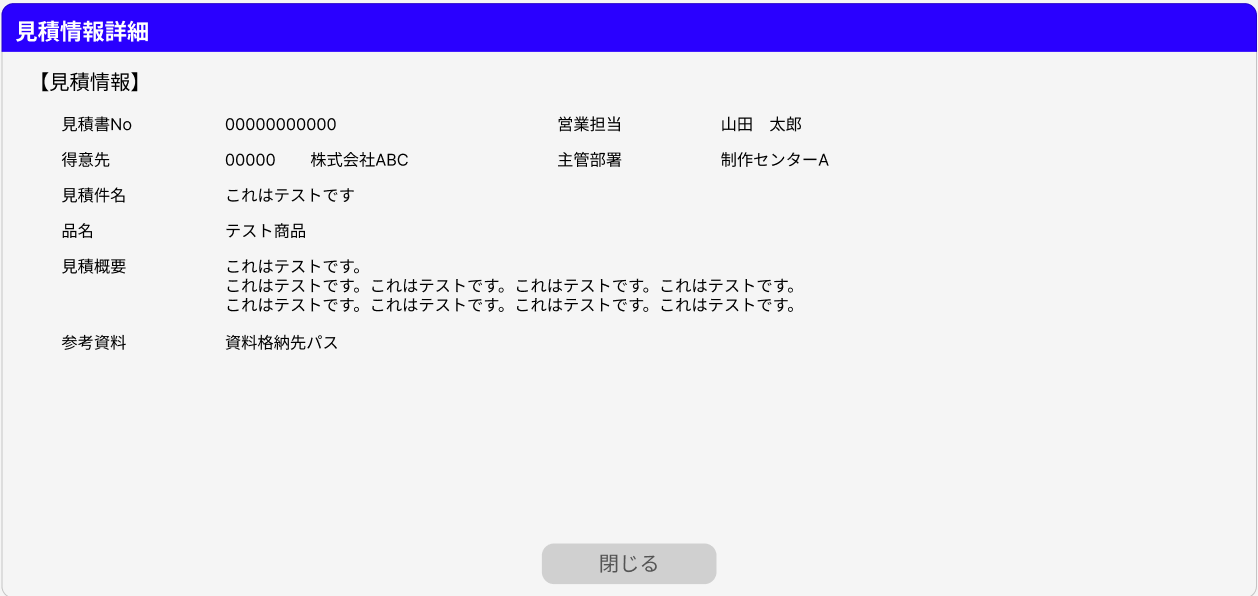 見積情報詳細
【見積情報】
見積書No 00000000000 営業担当 山田　太郎
得意先 00000 株式会社ABC 主管部署 制作センターA
見積件名 これはテストです
品名 テスト商品
見積概要 これはテストです。
これはテストです。これはテストです。これはテストです。これはテストです。
これはテストです。これはテストです。これはテストです。これはテストです。
参考資料 資料格納先パス
閉じる